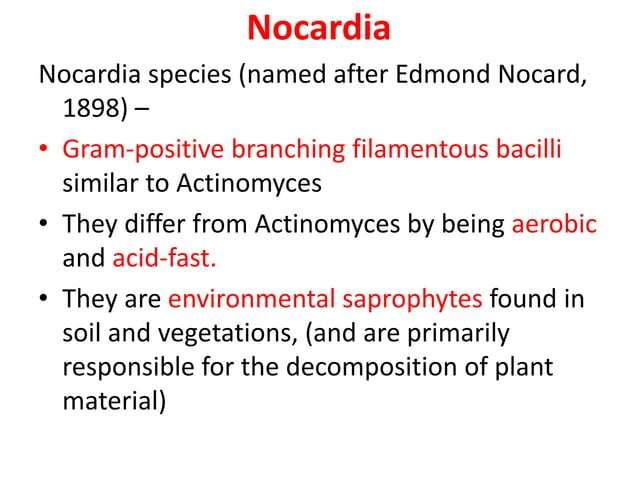 Nocardia
Nocardia species (named after Edmond Nocard,
1898) –
• Gram-positive branching filamentous bacilli
similar to Actinomyces
• They differ from Actinomyces by being aerobic
and acid-fast.
• They are environmental saprophytes found in
soil and vegetations, (and are primarily
responsible for the decomposition of plant
material)